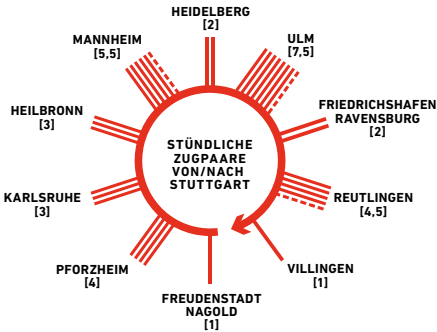 HEIDELBERG
[2]
MANNHEIM
[5,5]
ULM
[7,5]
HEILBRONN
[3]
FRIEDRICHSHAFEN
RAVENSBURG
[2]
STÜNDLICHE
ZUGPAARE
VON/NACH
STUTTGART
KARLSRUHE
[3]
REUTLINGEN
[4,5]
PFORZHEIM
[4]
VILLINGEN
[1]
FREUDENSTADT
NAGOLD
[1]